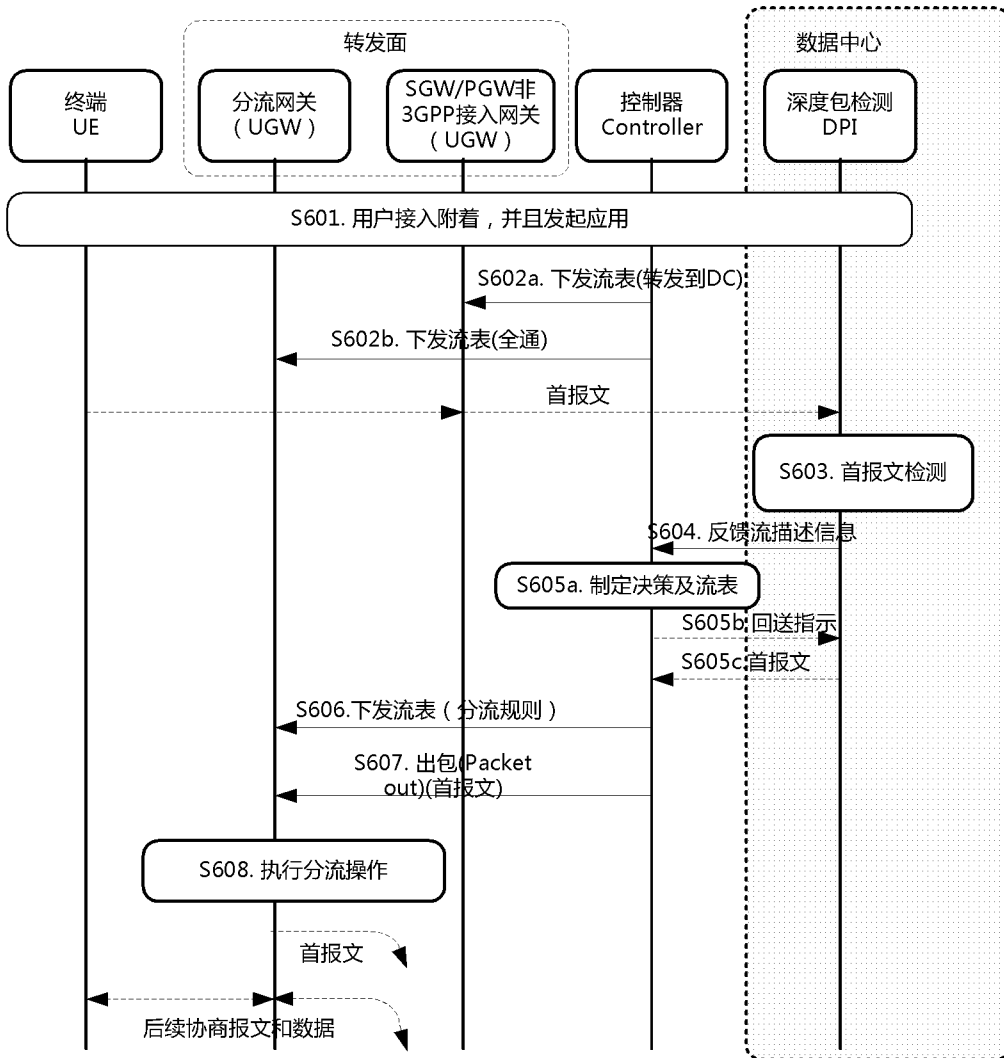 转发面
数据中心
终端
UE
分流网关
（UGW）
SGW/PGW非
3GPP接入网关
（UGW）
控制器
Controller
深度包检测
DPI
S601. 用户接入附着，并且发起应用
S602a. 下发流表(转发到DC)
S602b. 下发流表(全通)
首报文
S603. 首报文检测
S604. 反馈流描述信息
S605a. 制定决策及流表
S605b.回送指示
S605c.首报文
S606.下发流表（分流规则）
S607. 出包(Packet
out)(首报文)
S608. 执行分流操作
首报文
后续协商报文和数据